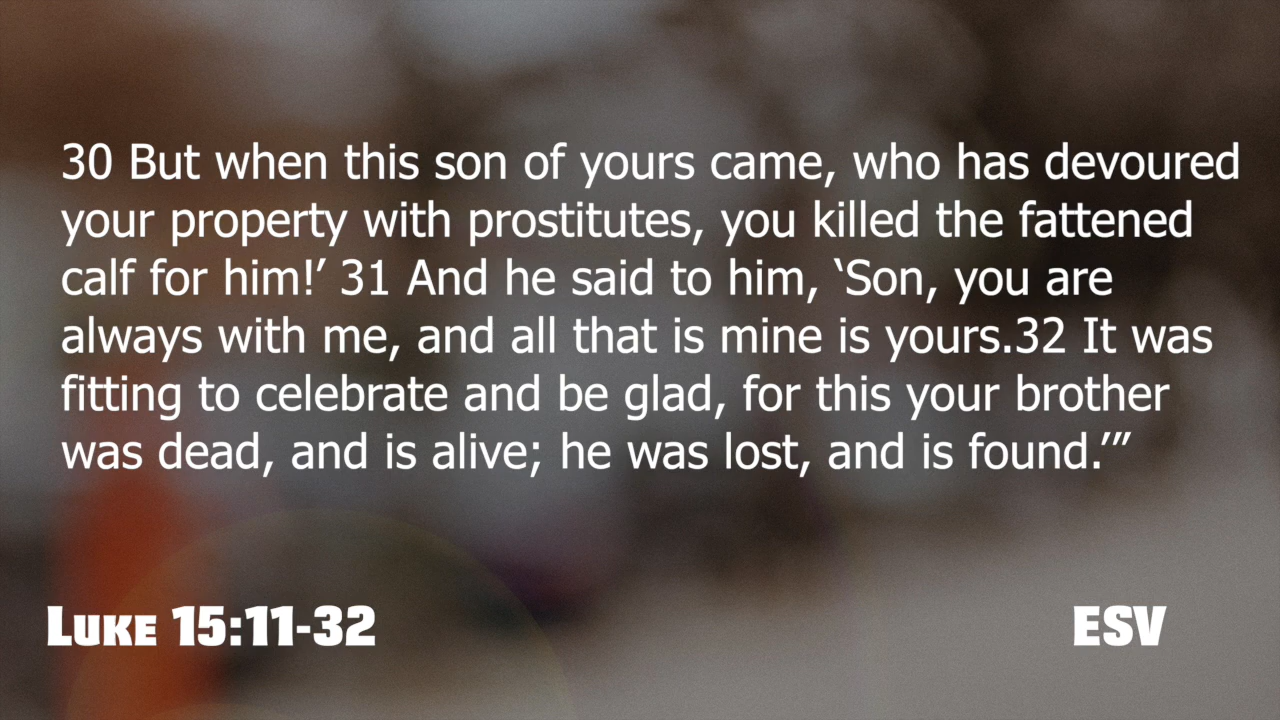 30 But when this son of yours came, who has devoured
your property with prostitutes, you killed the fattened
calf for him!’ 31 And he said to him, ‘Son, you are
always with me, and all that is mine is yours.32 It was
fitting to celebrate and be glad, for this your brother
was dead, and is alive; he was lost, and is found.’”
Luke 15:11-32
ESV